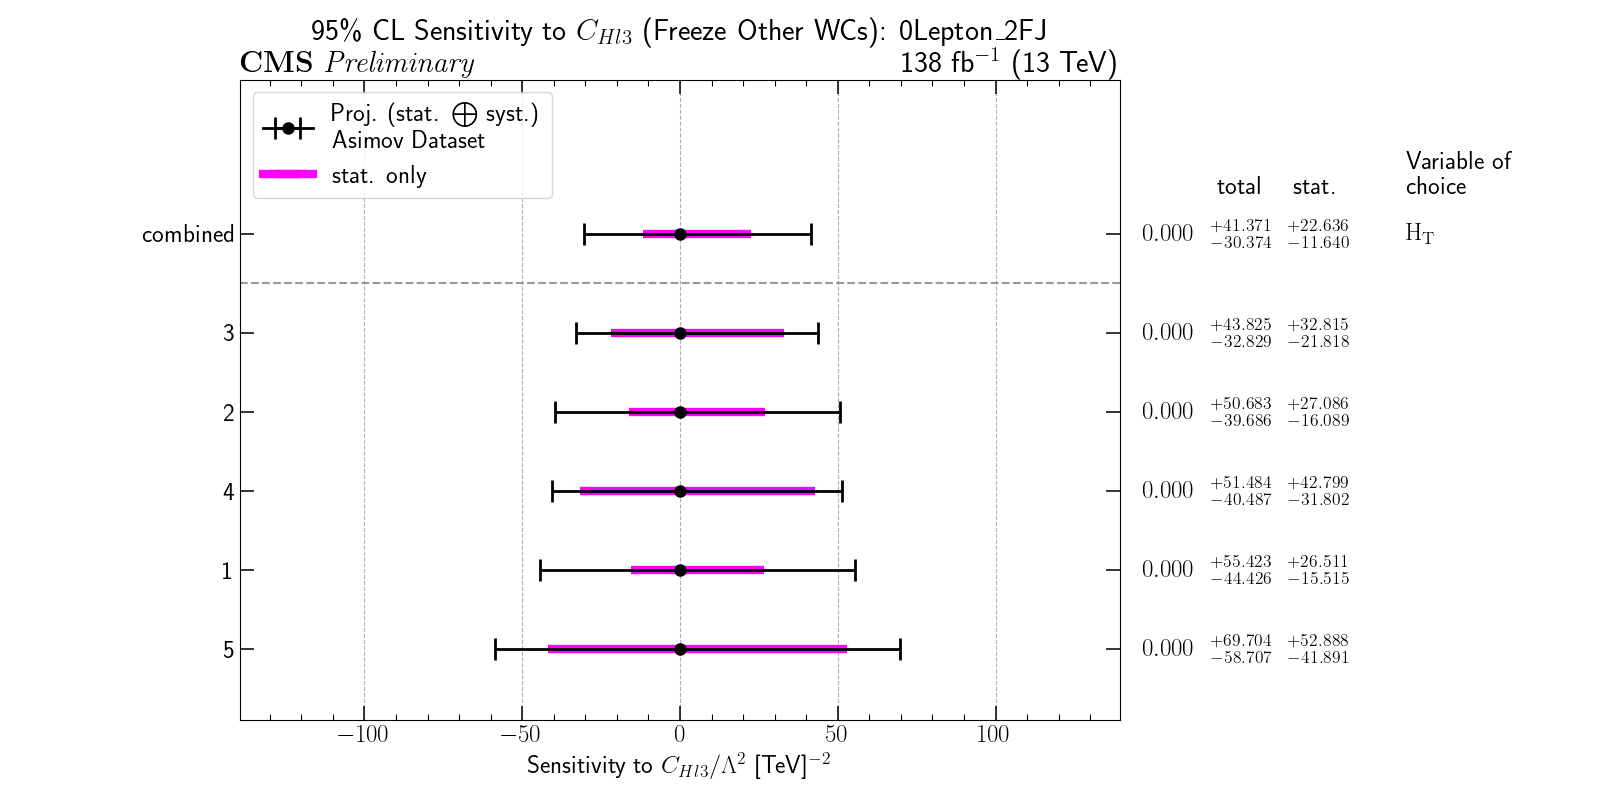 95% CL Sensitivity to C_{Hl3} (Freeze Other WCs): 0Lepton_2FJ
CMS Preliminary 138 fb⁻¹ (13 TeV)
Proj. (stat. ⨁ syst.)
Asimov Dataset
stat. only
Variable of
total stat. choice
combined 0.000 +41.371 −30.374 +22.636 −11.640 H_T
3 0.000 +43.825 −32.829 +32.815 −21.818
2 0.000 +50.683 −39.686 +27.086 −16.089
4 0.000 +51.484 −40.487 +42.799 −31.802
1 0.000 +55.423 −44.426 +26.511 −15.515
5 0.000 +69.704 −58.707 +52.888 −41.891
−100 −50 0 50 100
Sensitivity to C_{Hl3}/Λ² [TeV]⁻²